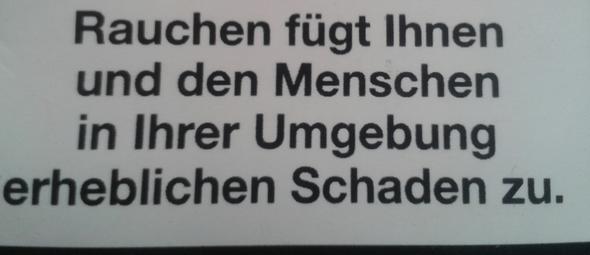 Rauchen fügt Ihnen
und den Menschen
in Ihrer Umgebung
erheblichen Schaden zu.